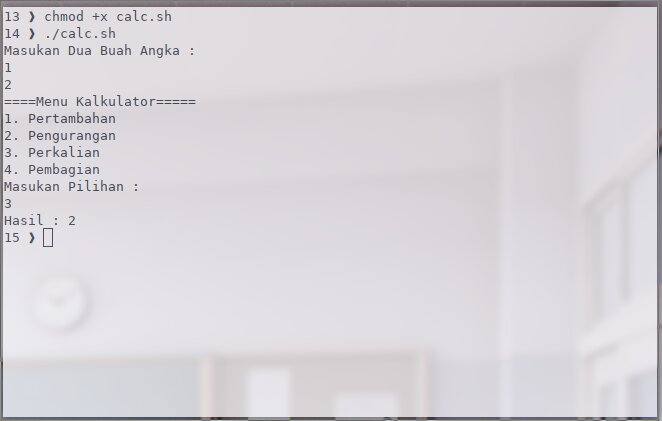 13 ❱ chmod +x calc.sh
14 ❱ ./calc.sh
Masukan Dua Buah Angka :
1
2
====Menu Kalkulator=====
1. Pertambahan
2. Pengurangan
3. Perkalian
4. Pembagian
Masukan Pilihan :
3
Hasil : 2
15 ❱